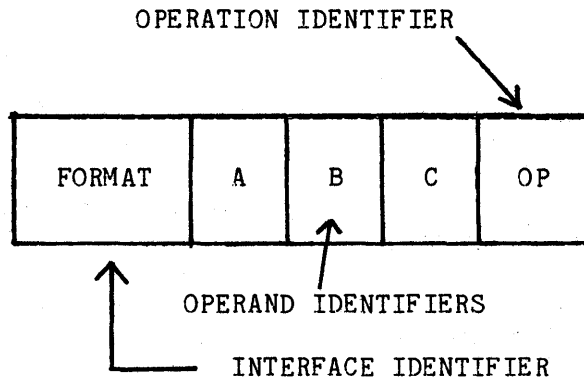 OPERATION IDENTIFIER
FORMAT A B C OP
OPERAND IDENTIFIERS
INTERFACE IDENTIFIER